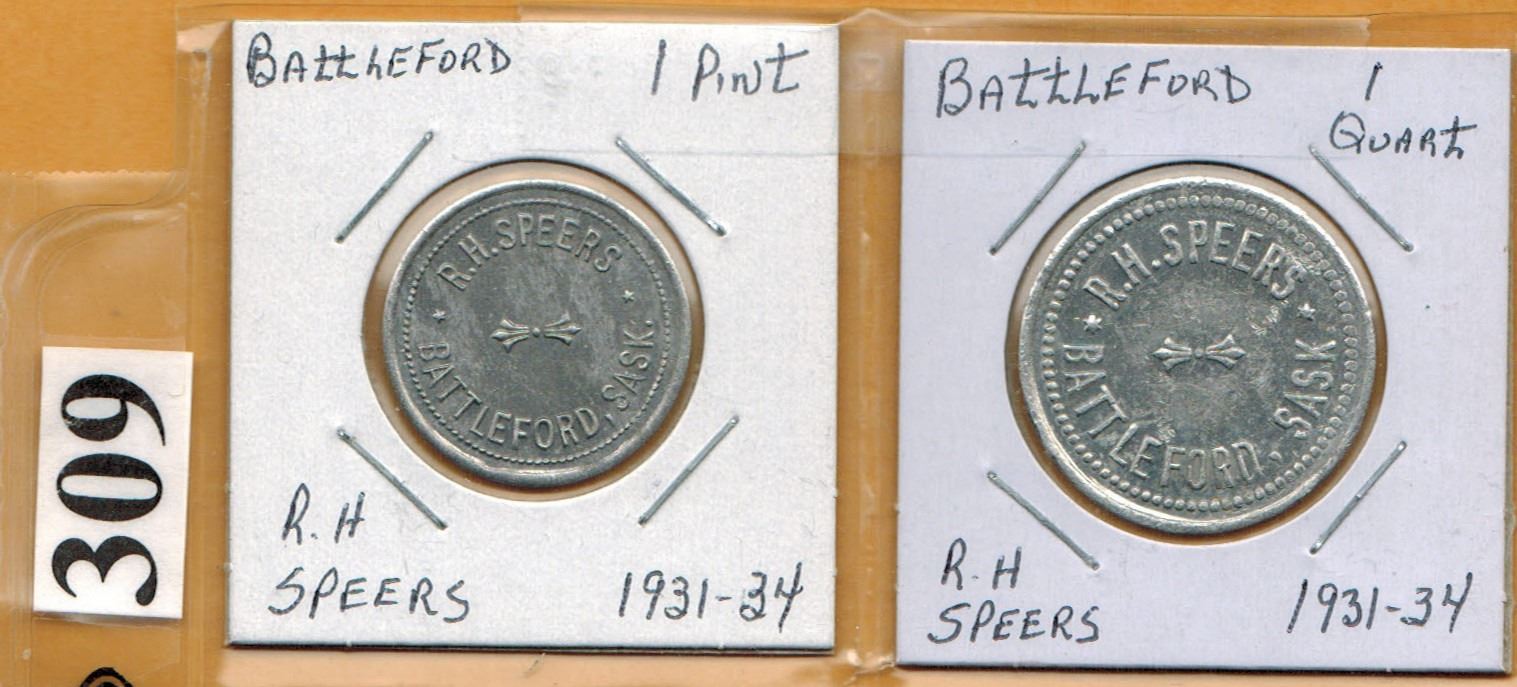 BATTLEFORD 1 PINT
R.H.SPEERS
BATTLEFORD, SASK.
R. H
SPEERS 1931-34
BATTLEFORD 1
QUART
R.H.SPEERS
BATTLEFORD, SASK.
R. H
SPEERS 1931-34
309